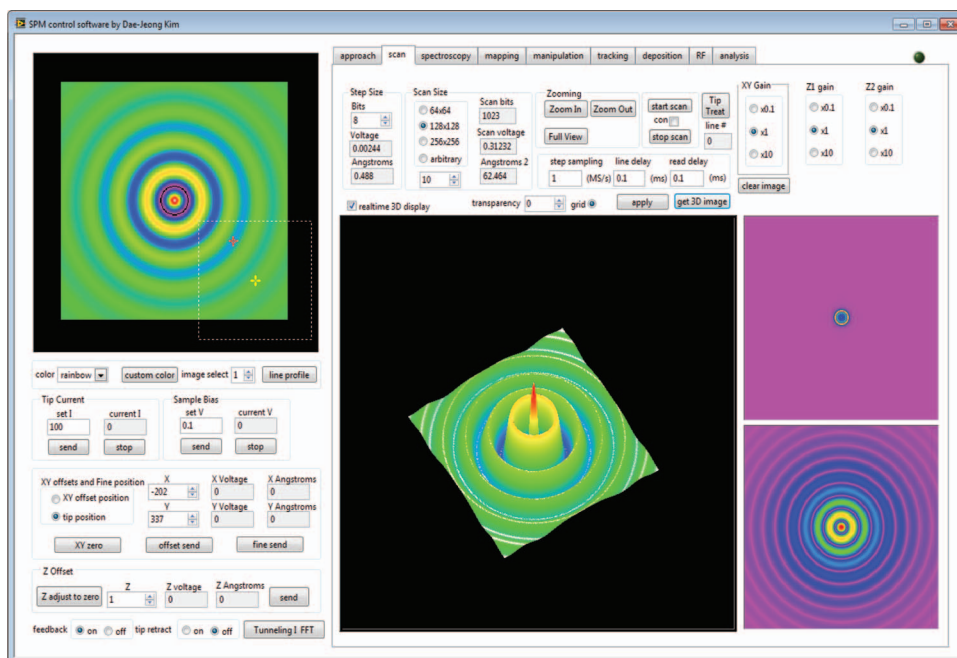 SPM control software by Dae-Jeong Kim
approach scan spectroscopy mapping manipulation tracking deposition RF analysis
Step Size
Bits
8
Voltage
0.00244
Angstroms
0.488
Scan Size
64x64
128x128
256x256
arbitrary
10
Scan bits
1023
Scan voltage
0.31232
Angstroms 2
62.464
Zooming
Zoom In Zoom Out
Full View
start scan
con
stop scan
Tip
Treat
line #
0
step sampling line delay read delay
1 (MS/s) 0.1 (ms) 0.1 (ms)
XY Gain
x0.1
x1
x10
Z1 gain
x0.1
x1
x10
Z2 gain
x0.1
x1
x10
clear image
realtime 3D display transparency 0 grid apply get 3D image
color rainbow custom color image select 1 line profile
Tip Current
set I current I
100 0
send stop
Sample Bias
set V current V
0.1 0
send stop
XY offsets and Fine position
XY offset position
tip position
X X Voltage X Angstroms
-202 0 0
Y Y Voltage Y Angstroms
337 0 0
XY zero offset send fine send
Z Offset
Z Z voltage Z Angstroms
Z adjust to zero 1 0 0 send
feedback on off tip retract on off Tunneling I FFT